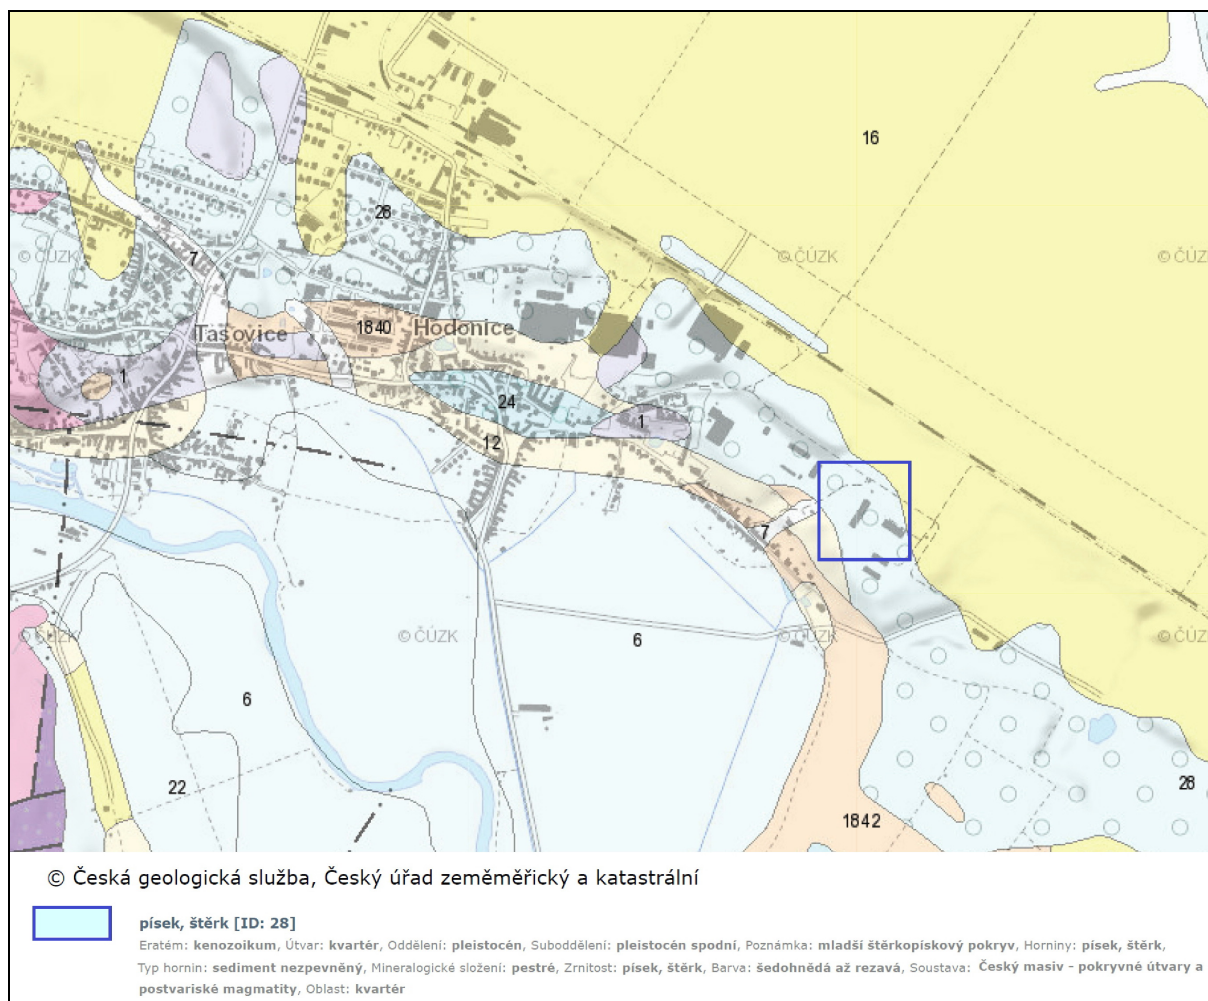 16
28
© ČÚZK
© ČÚZK
© ČÚZ
7
Tasovice
1840
Hodonice
1
24
1
12
7
© ČÚZK
© ČÚZK
© ČÚZK
© ČÚZ
6
6
22
28
1842
© Česká geologická služba, Český úřad zeměměřický a katastrální
písek, štěrk [ID: 28]
Eratém: kenozoikum, Útvar: kvartér, Oddělení: pleistocén, Suboddělení: pleistocén spodní, Poznámka: mladší štěrkopískový pokryv, Horniny: písek, štěrk,
Typ hornin: sediment nezpevněný, Mineralogické složení: pestré, Zrnitost: písek, štěrk, Barva: šedohnědá až rezavá, Soustava: Český masiv - pokryvné útvary a
postvariské magmatity, Oblast: kvartér